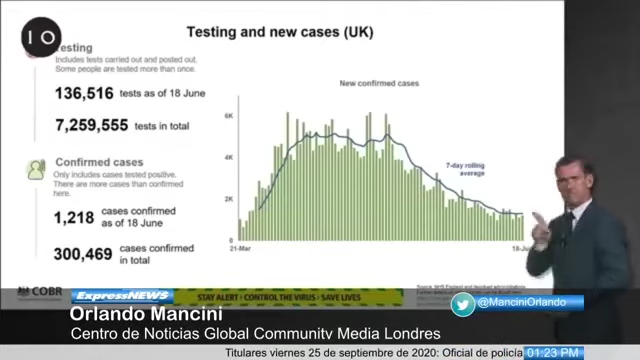 10
Testing and new cases (UK)
Testing
Includes tests carried out and posted out.
Some people are tested more than once.
136,516 tests as of 18 June
7,259,555 tests in total
Confirmed cases
Only includes cases tested positive.
There are more cases than confirmed
here.
1,218 cases confirmed
as of 18 June
300,469 cases confirmed
in total
New confirmed cases
6K
4K
2K
0
7-day rolling
average
21-Mar
18-Jun
COBR
STAY ALERT CONTROL THE VIRUS SAVE LIVES
ExpressNEWS
Orlando Mancini
@ManciniOrlando
Centro de Noticias Global Community Media Londres
Titulares viernes 25 de septiembre de 2020: Oficial de policía
01:23 PM